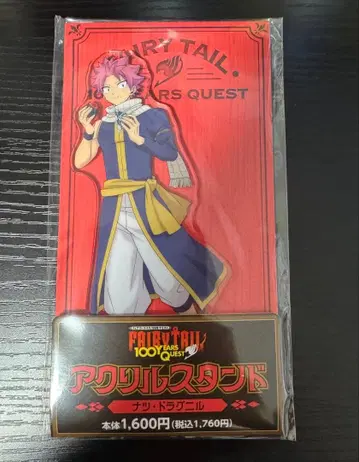 FAIRY TAIL.
100 YEARS QUEST
FAIRY TAIL
100 YEARS QUEST
アクリルスタンド
ナツ・ドラグニル
本体1,600円(税込1,760円)